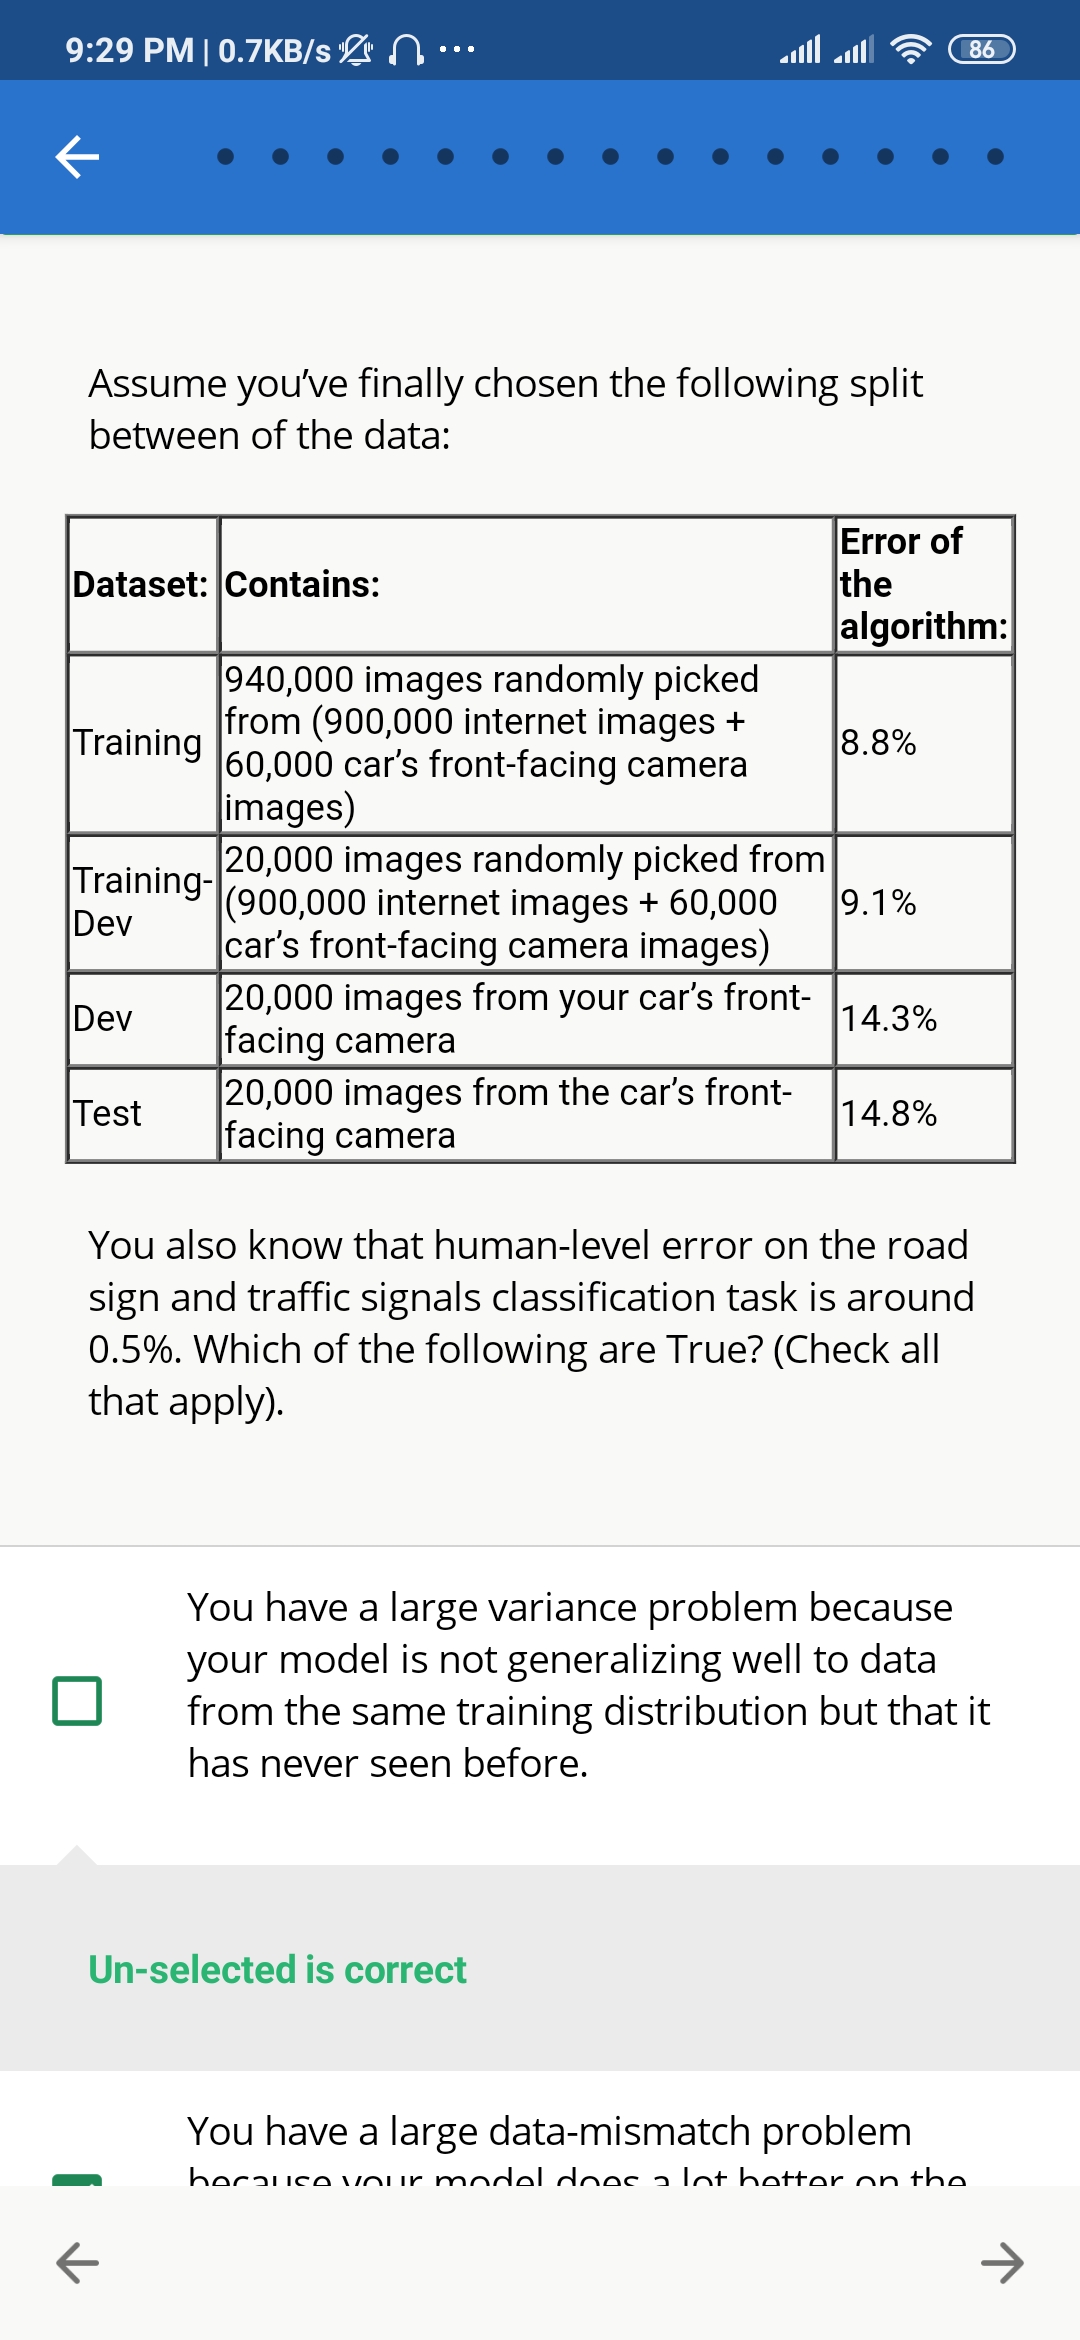 9:29 PM | 0.7KB/s ...
86
Assume you've finally chosen the following split
between of the data:
Dataset: Contains: Error of
the
algorithm:
Training 940,000 images randomly picked
from (900,000 internet images +
60,000 car's front-facing camera
images) 8.8%
Training-
Dev 20,000 images randomly picked from
(900,000 internet images + 60,000
car's front-facing camera images) 9.1%
Dev 20,000 images from your car's front-
facing camera 14.3%
Test 20,000 images from the car's front-
facing camera 14.8%
You also know that human-level error on the road
sign and traffic signals classification task is around
0.5%. Which of the following are True? (Check all
that apply).
You have a large variance problem because
your model is not generalizing well to data
from the same training distribution but that it
has never seen before.
Un-selected is correct
You have a large data-mismatch problem
because your model does a lot better on the